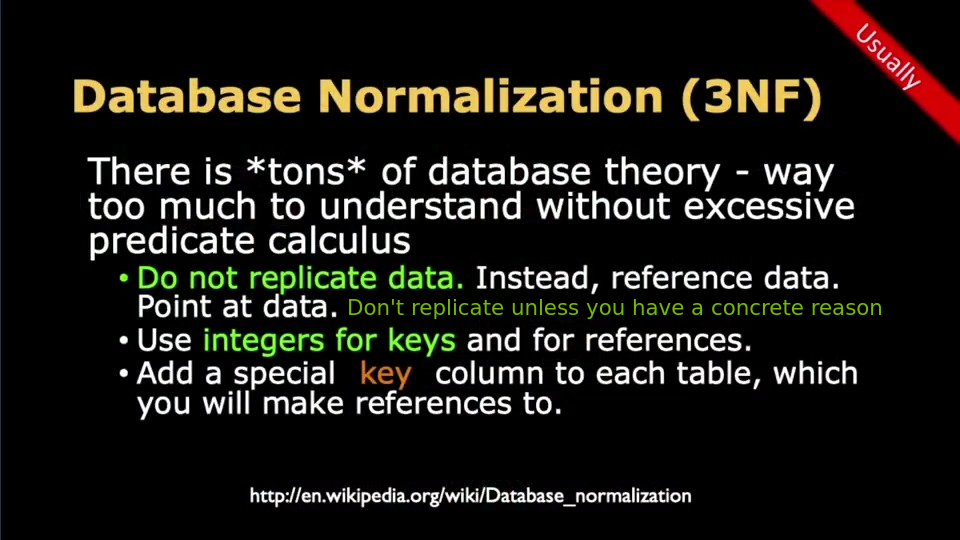 Usually
Database Normalization (3NF)
There is *tons* of database theory - way
too much to understand without excessive
predicate calculus
• Do not replicate data. Instead, reference data.
Point at data. Don't replicate unless you have a concrete reason
• Use integers for keys and for references.
• Add a special key column to each table, which
you will make references to.
http://en.wikipedia.org/wiki/Database_normalization